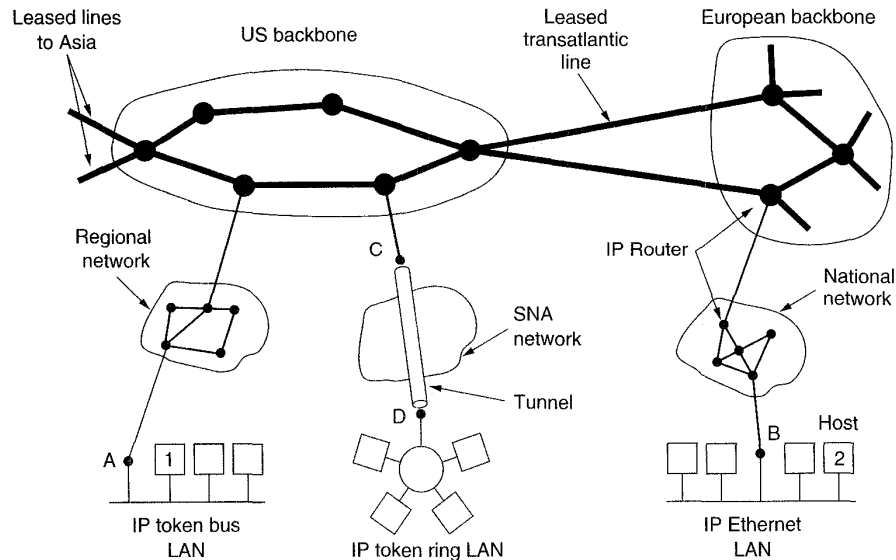 Leased lines
to Asia
US backbone
Leased
transatlantic
line
European backbone
Regional
network
C
IP Router
National
network
SNA
network
Tunnel
D
A
1
B
Host
2
IP token bus
LAN
IP token ring LAN
IP Ethernet
LAN